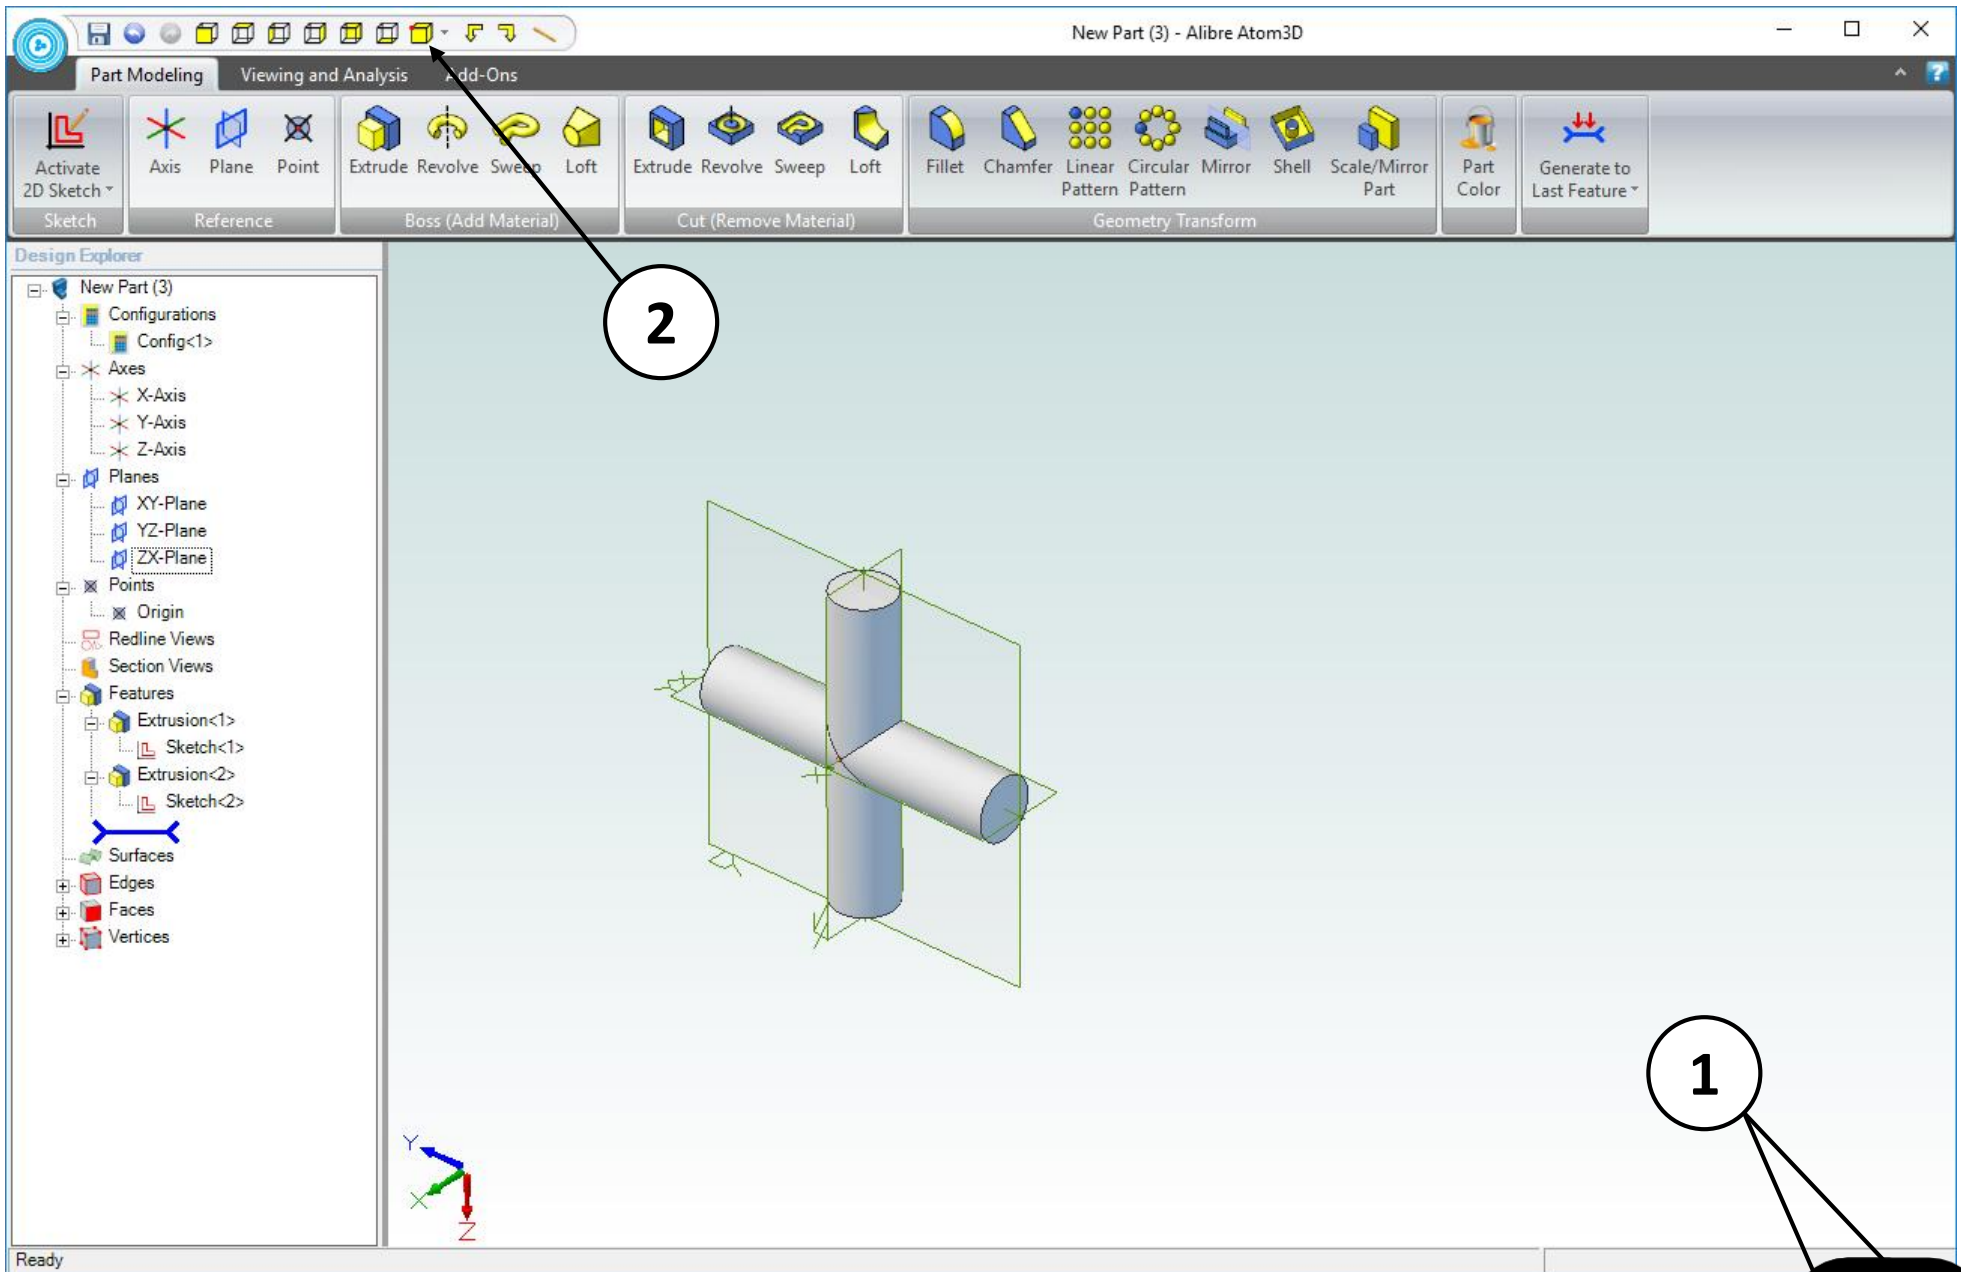 New Part (3) - Alibre Atom3D
Part Modeling Viewing and Analysis Add-Ons
Activate
2D Sketch
Axis Plane Point
Extrude Revolve Sweep Loft
Extrude Revolve Sweep Loft
Fillet Chamfer Linear
Pattern Circular
Pattern Mirror Shell Scale/Mirror
Part
Part
Color
Generate to
Last Feature
Sketch Reference Boss (Add Material) Cut (Remove Material) Geometry Transform
Design Explorer
New Part (3)
Configurations
Config<1>
Axes
X-Axis
Y-Axis
Z-Axis
Planes
XY-Plane
YZ-Plane
ZX-Plane
Points
Origin
Redline Views
Section Views
Features
Extrusion<1>
Sketch<1>
Extrusion<2>
Sketch<2>
Surfaces
Edges
Faces
Vertices
2
1
Y
X
Z
Ready